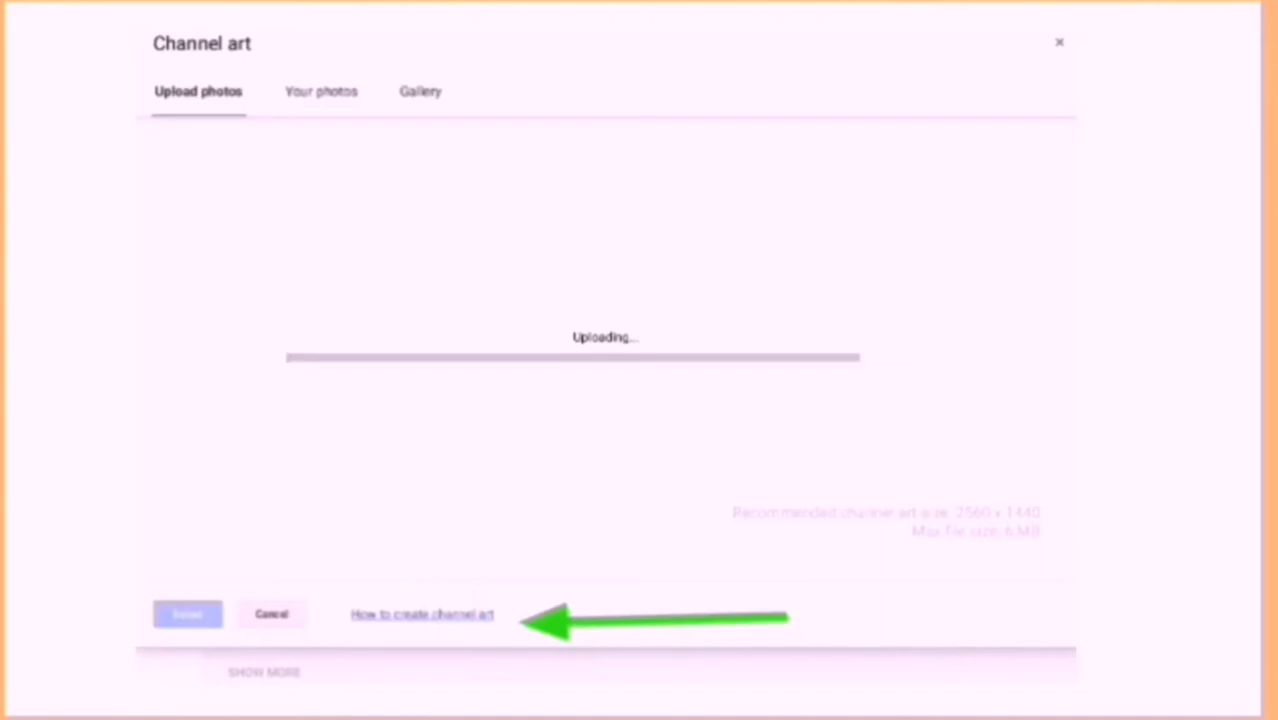 Channel art
×
Upload photos Your photos Gallery
Uploading...
Recommended channel art size: 2560 x 1440
Max file size: 6 MB
Select Cancel How to create channel art
SHOW MORE